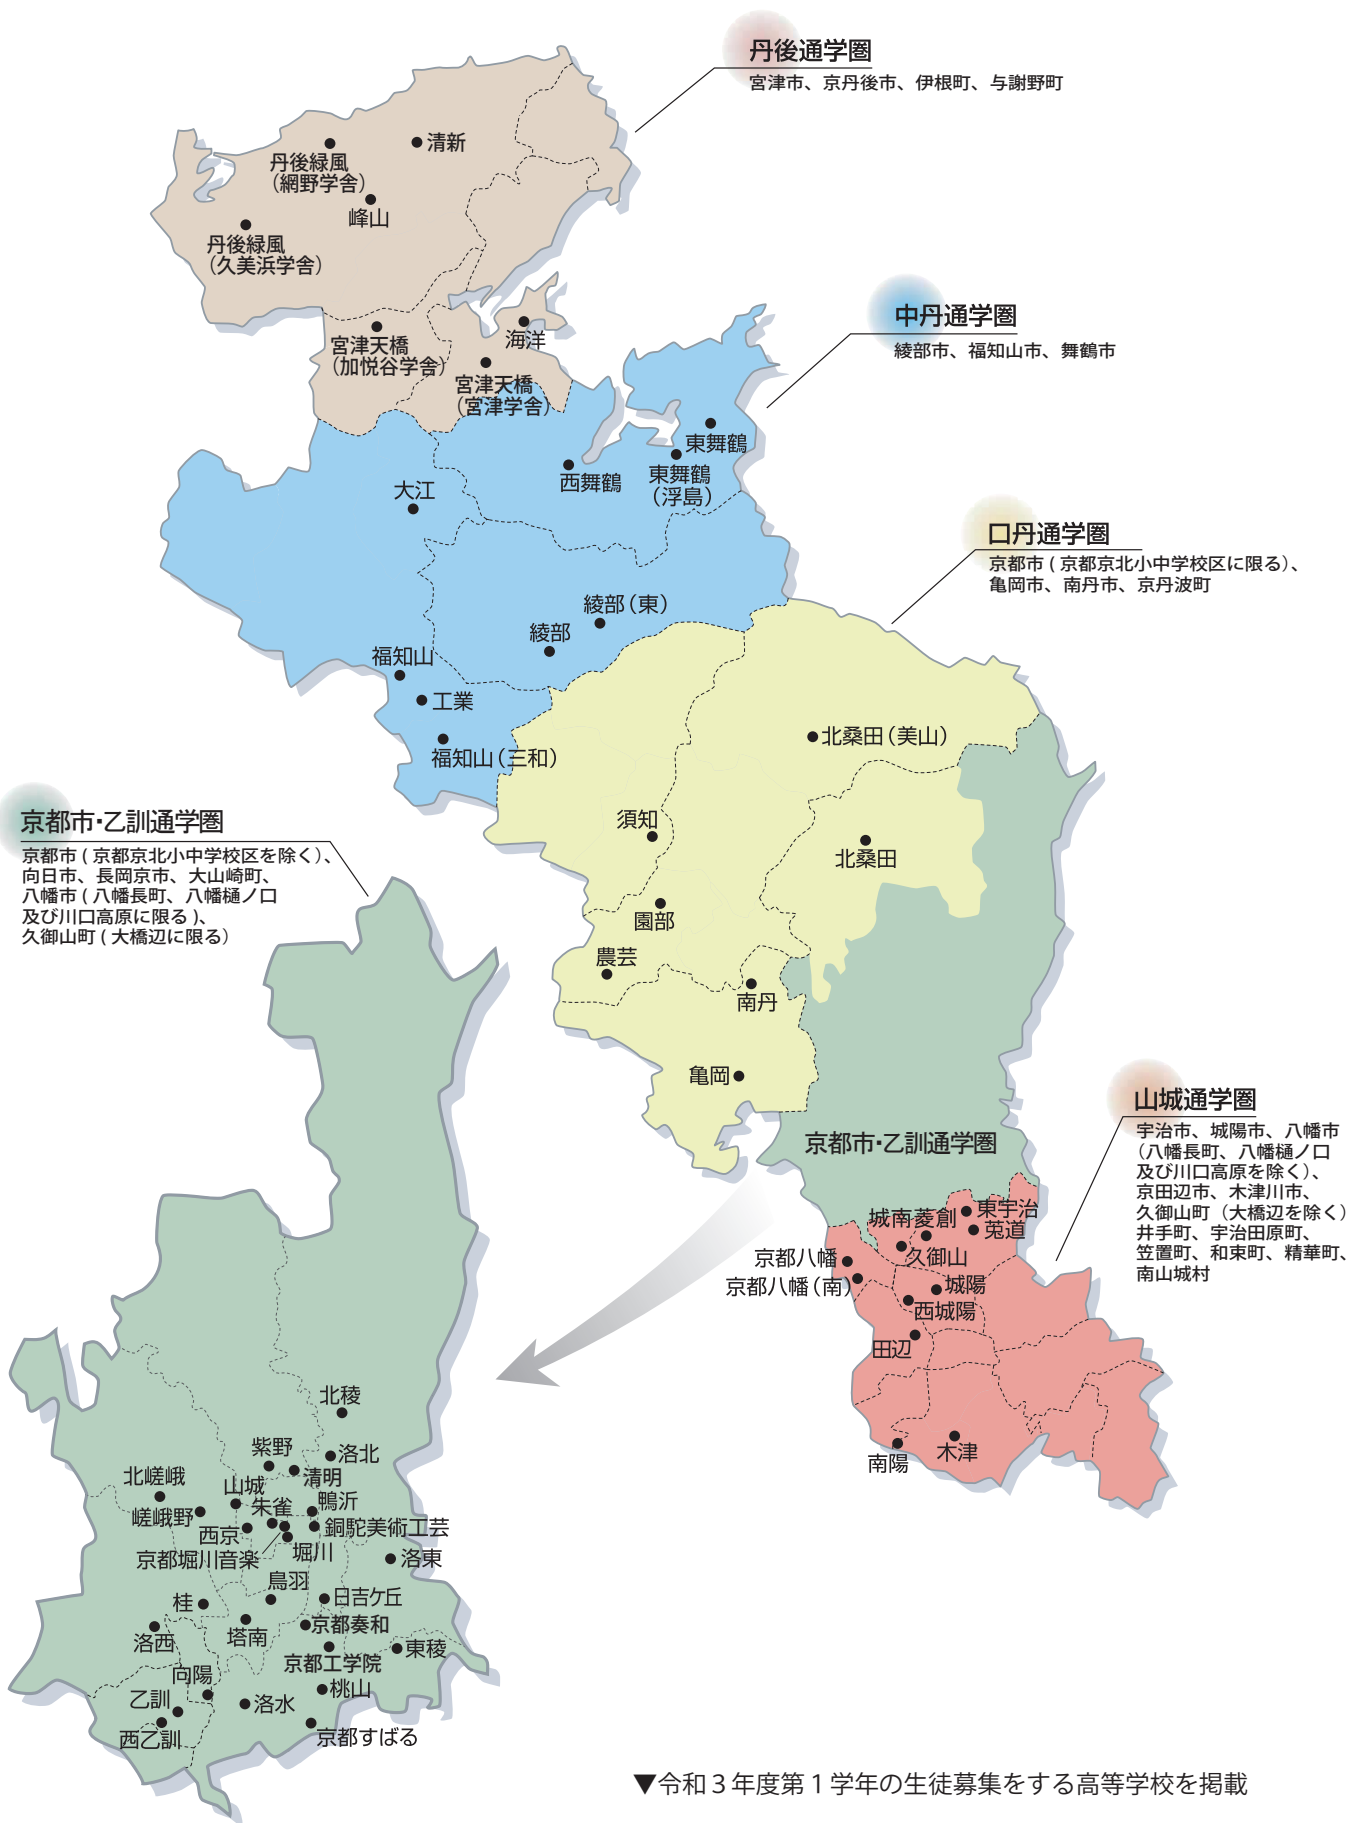 丹後通学圏
宮津市、京丹後市、伊根町、与謝野町
清新
丹後緑風
（網野学舎）
峰山
丹後緑風
（久美浜学舎）
海洋
宮津天橋
（加悦谷学舎）
宮津天橋
（宮津学舎）
中丹通学圏
綾部市、福知山市、舞鶴市
東舞鶴
東舞鶴
（浮島）
西舞鶴
大江
綾部（東）
綾部
福知山
工業
福知山（三和）
口丹通学圏
京都市（京都京北小中学校区に限る）、
亀岡市、南丹市、京丹波町
北桑田（美山）
須知
北桑田
園部
農芸
南丹
亀岡
京都市・乙訓通学圏
京都市（京都京北小中学校区を除く）、
向日市、長岡京市、大山崎町、
八幡市（八幡長町、八幡樋ノ口
及び川口高原に限る）、
久御山町（大橋辺に限る）
京都市・乙訓通学圏
山城通学圏
宇治市、城陽市、八幡市
（八幡長町、八幡樋ノ口
及び川口高原を除く）、
京田辺市、木津川市、
久御山町（大橋辺を除く）
井手町、宇治田原町、
笠置町、和束町、精華町、
南山城村
東宇治
城南菱創
莵道
久御山
京都八幡
京都八幡（南）
城陽
西城陽
田辺
木津
南陽
北稜
紫野
洛北
清明
北嵯峨
山城
朱雀
鴨沂
嵯峨野
西京
銅駝美術工芸
京都堀川音楽
堀川
洛東
鳥羽
桂
日吉ケ丘
京都奏和
塔南
洛西
東稜
京都工学院
向陽
桃山
乙訓
洛水
西乙訓
京都すばる
▼令和３年度第１学年の生徒募集をする高等学校を掲載